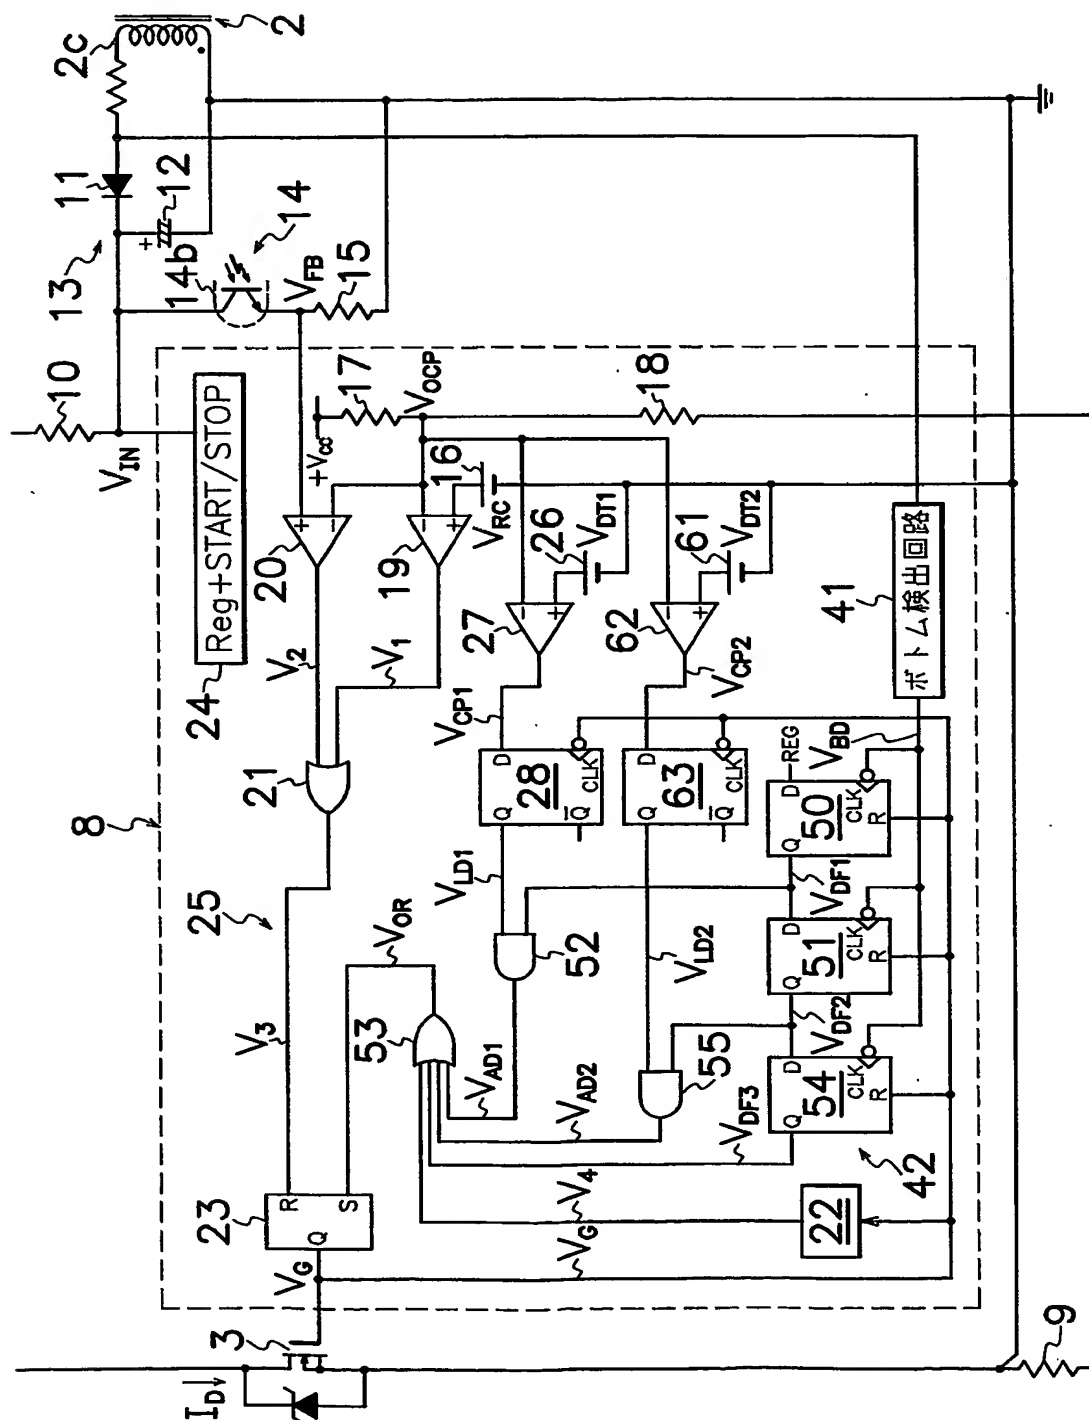 8
25
24
Reg+START/STOP
V_IN
10
13
11
12
2c
2
14b
14
V_FB
15
+V_CC
17
V_OCP
18
16
V_RC
20
+
−
19
−
+
V_2
V_1
21
V_3
V_OR
23
R
S
Q
V_G
3
I_D
9
53
V_AD1
V_AD2
V_DF3
V_4
V_G
22
42
52
55
V_LD1
V_LD2
V_CP1
V_CP2
27
−
+
26
V_DT1
62
−
+
61
V_DT2
D
Q
28
Q̅
CLK
D
Q
63
Q̅
CLK
REG
D
Q
50
CLK
R
V_DF1
D
Q
51
CLK
R
V_DF2
D
Q
54
CLK
R
V_BD
41
ボトム検出回路
+